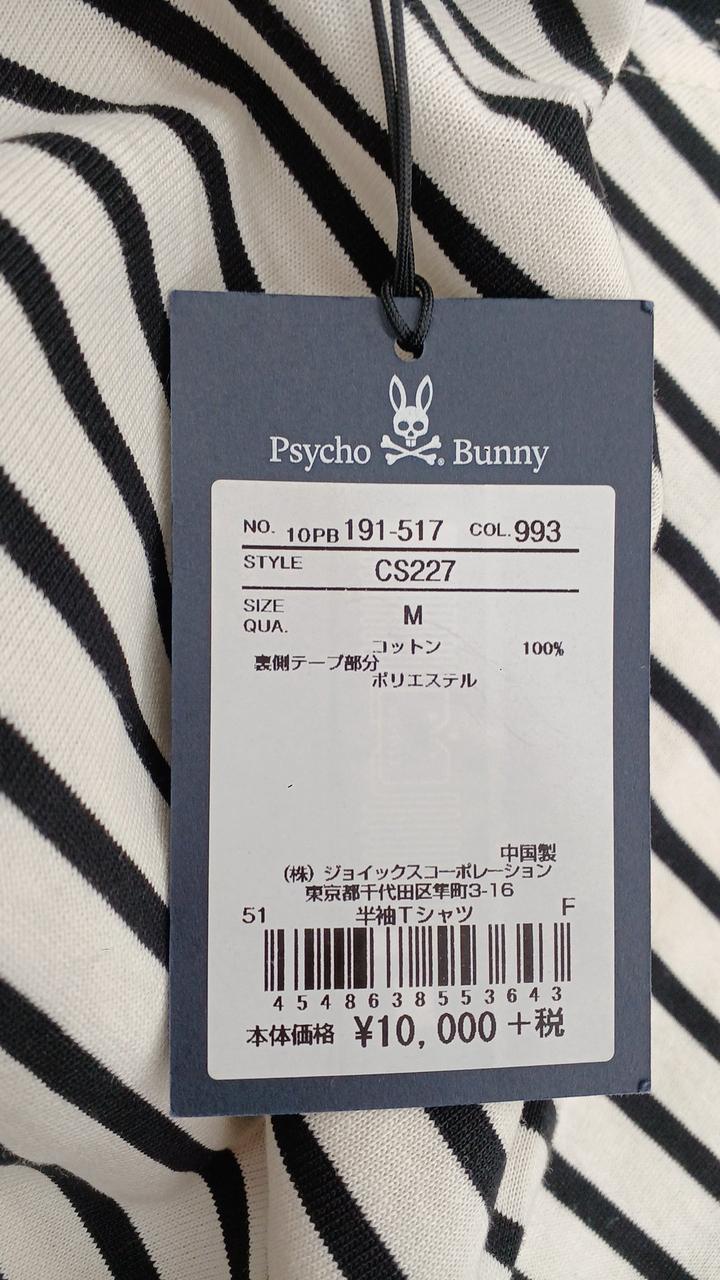 Psycho Bunny
NO. 10PB 191-517 COL. 993
STYLE CS227
SIZE M
QUA.
コットン 100%
裏側テープ部分
ポリエステル
中国製
(株) ジョイックスコーポレーション
東京都千代田区隼町3-16
51 半袖Tシャツ F
4548638553643
本体価格 ¥10,000+税